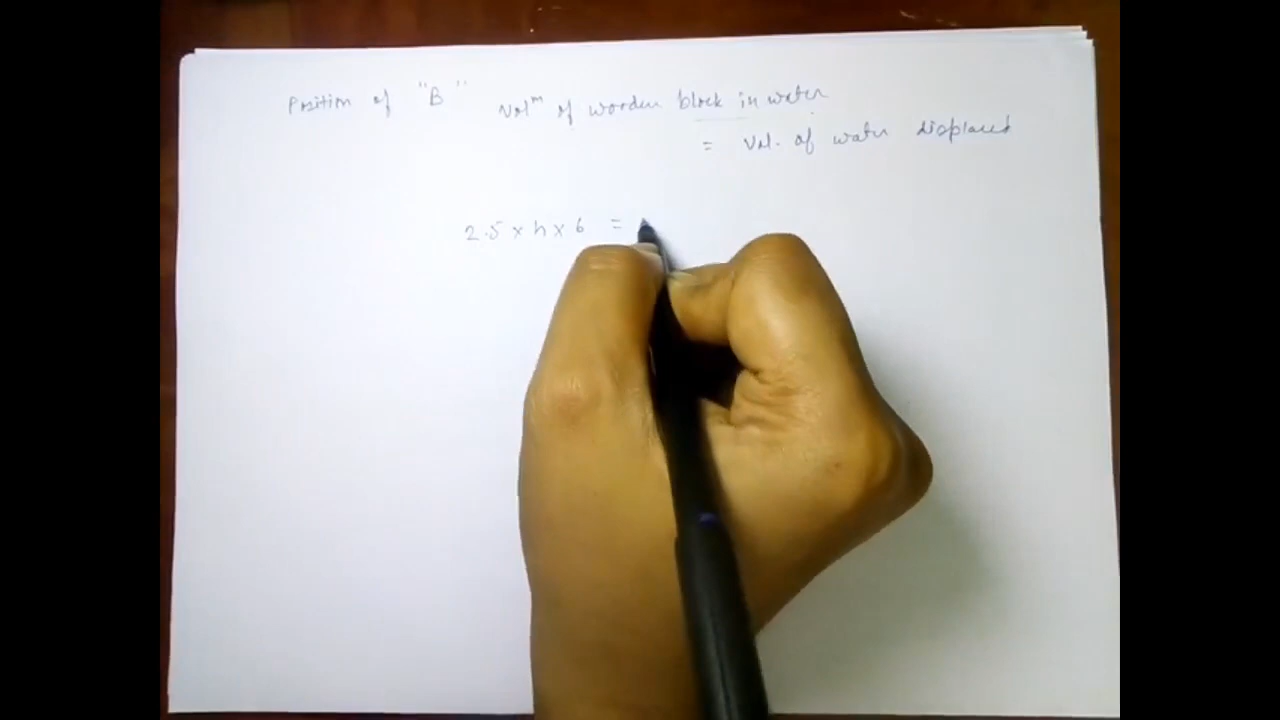 Position of "B" Volm of wooden block in water
= Vol. of water displaced
2.5 x h x 6 =